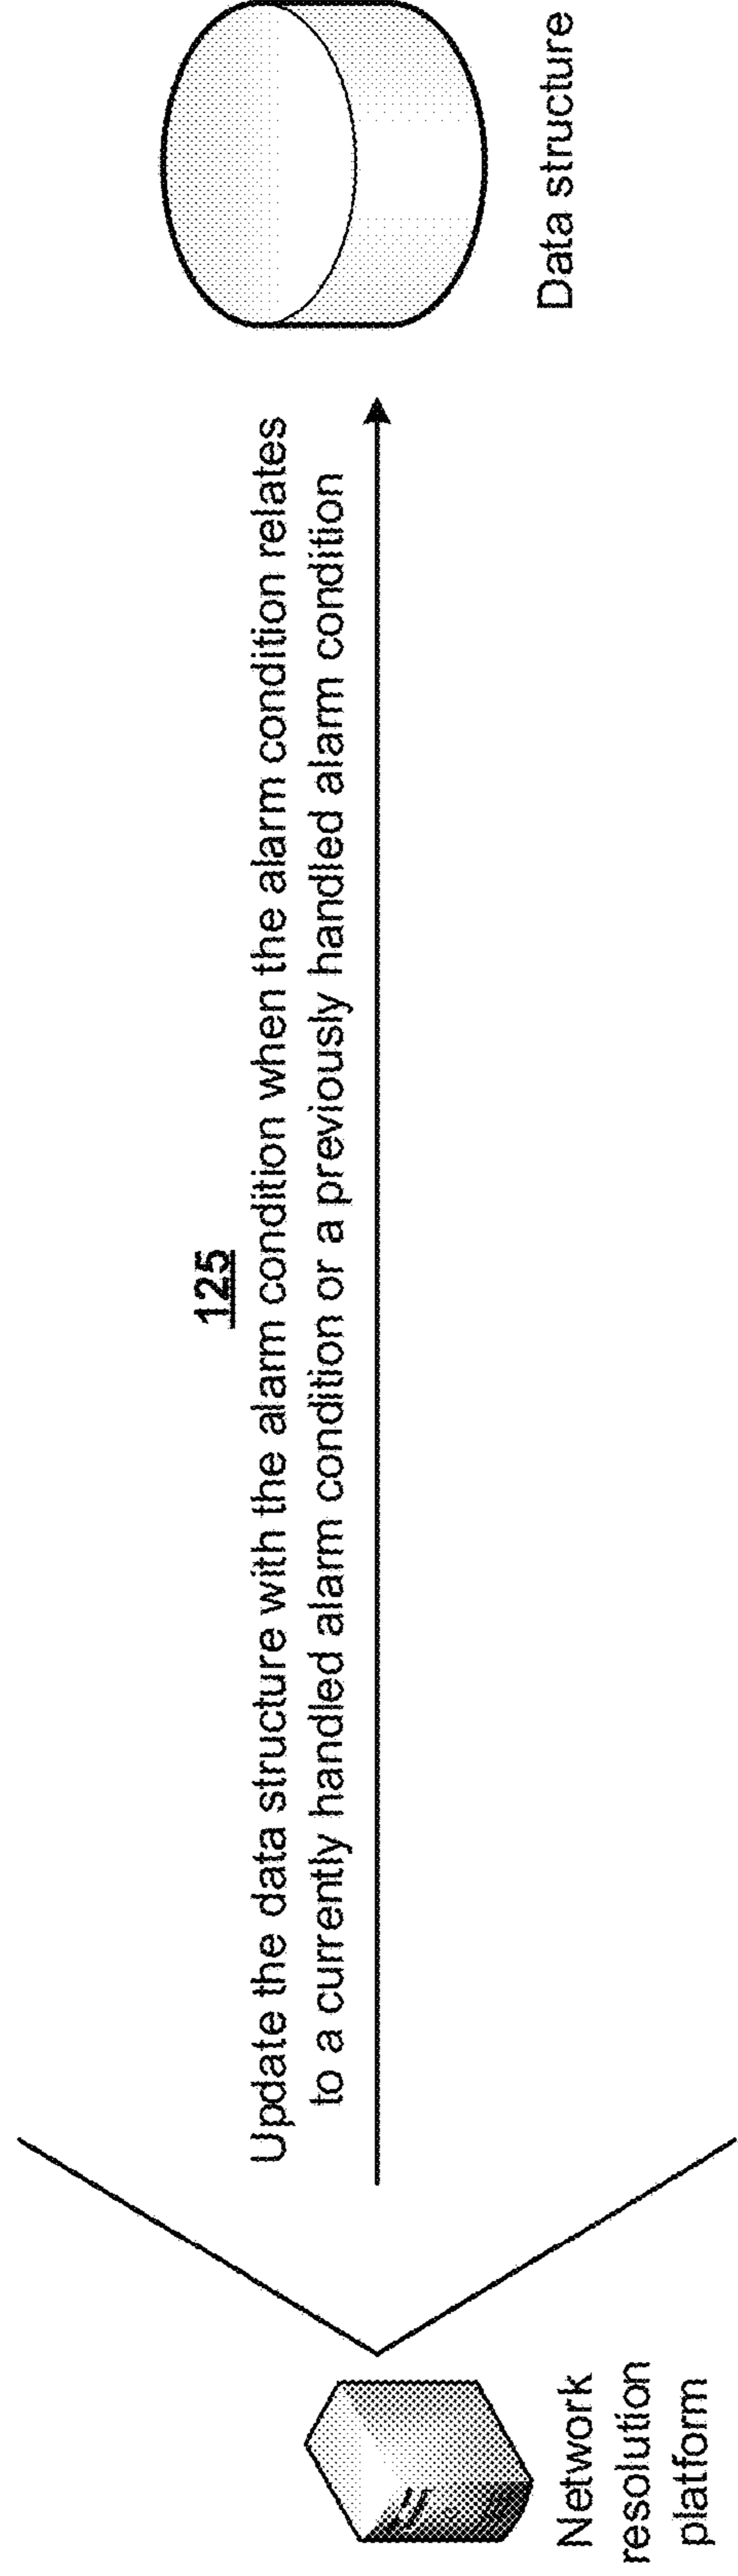 125
Update the data structure with the alarm condition when the alarm condition relates
to a currently handled alarm condition or a previously handled alarm condition
Network
resolution
platform
Data structure